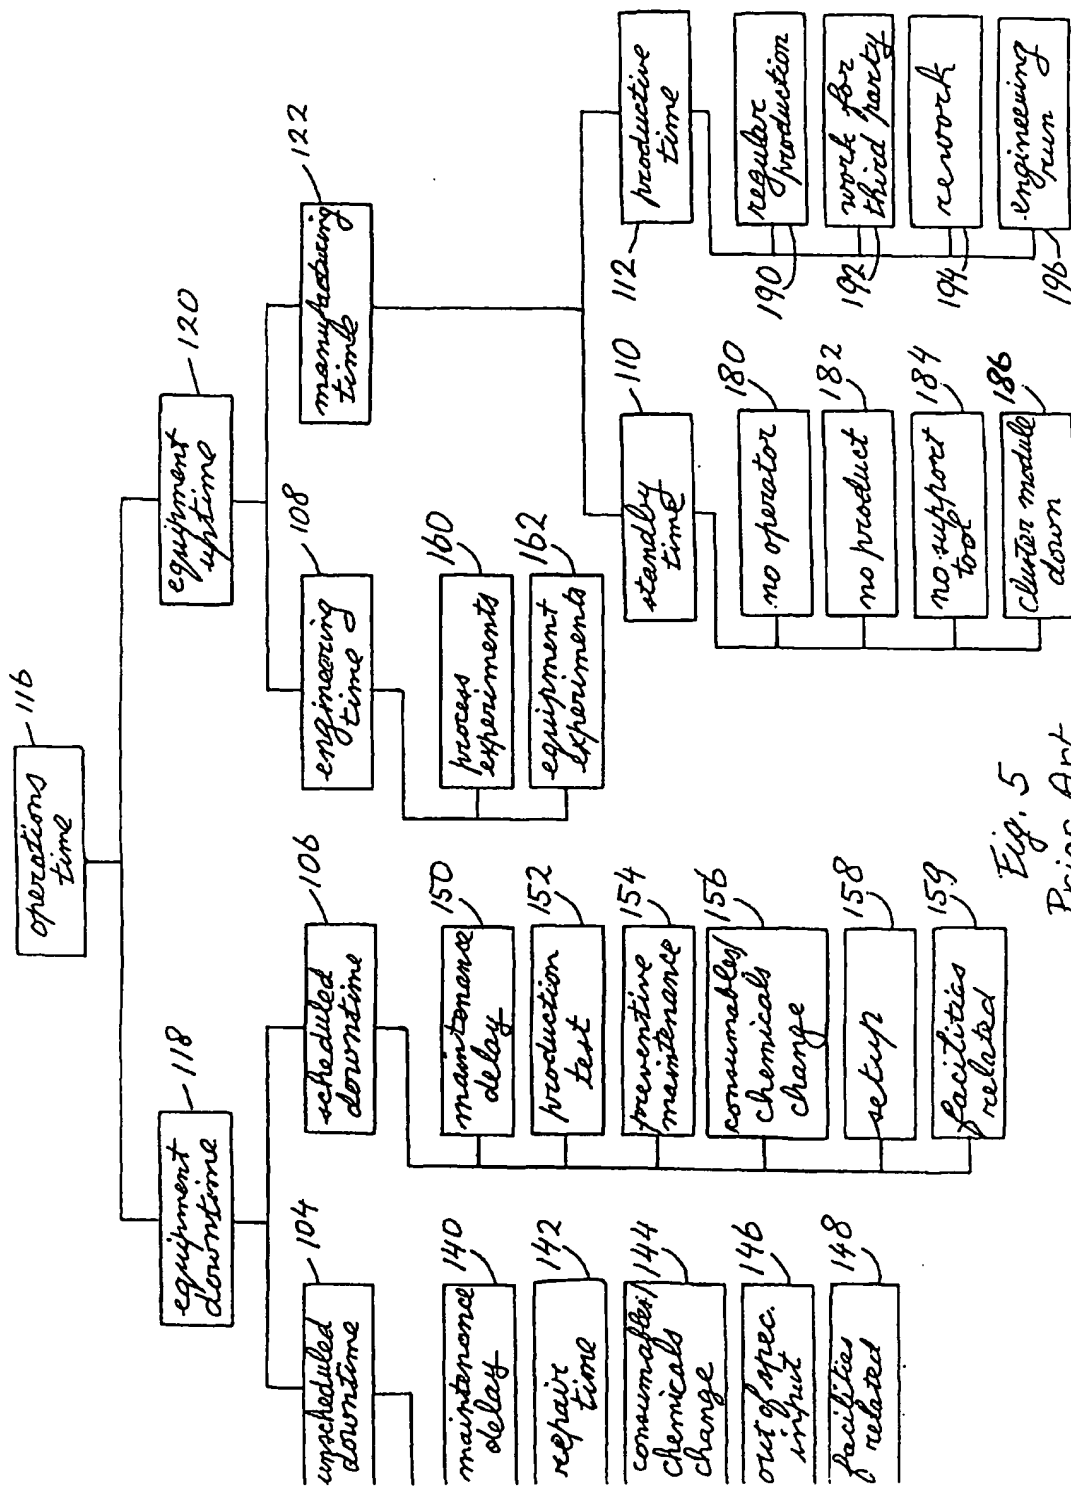 operations
time
116
equipment
downtime
118
equipment
uptime
120
unscheduled
downtime
104
scheduled
downtime
106
engineering
time
108
manufacturing
time
122
maintenance
delay
140
repair
time
142
consumables/
chemicals
change
144
out of spec.
input
146
facilities
related
148
maintenance
delay
150
production
test
152
preventive
maintenance
154
consumables/
chemicals
change
156
setup
158
facilities
related
159
process
experiments
160
equipment
experiments
162
standby
time
110
productive
time
112
no operator
180
no product
182
no support
tool
184
cluster module
down
186
regular
production
190
work for
third party
192
rework
194
engineering
run
196
Fig. 5
Prior Art